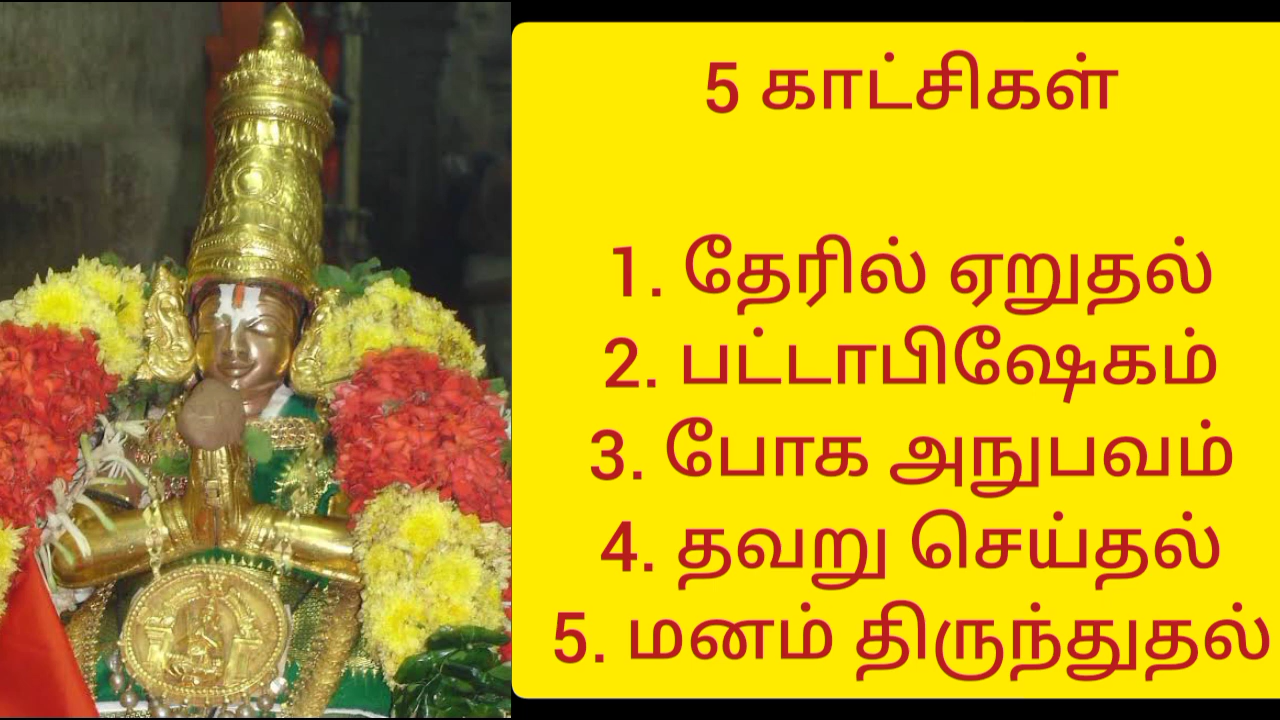 5 காட்சிகள்
1. தேரில் ஏறுதல்
2. பட்டாபிஷேகம்
3. போக அநுபவம்
4. தவறு செய்தல்
5. மனம் திருந்துதல்